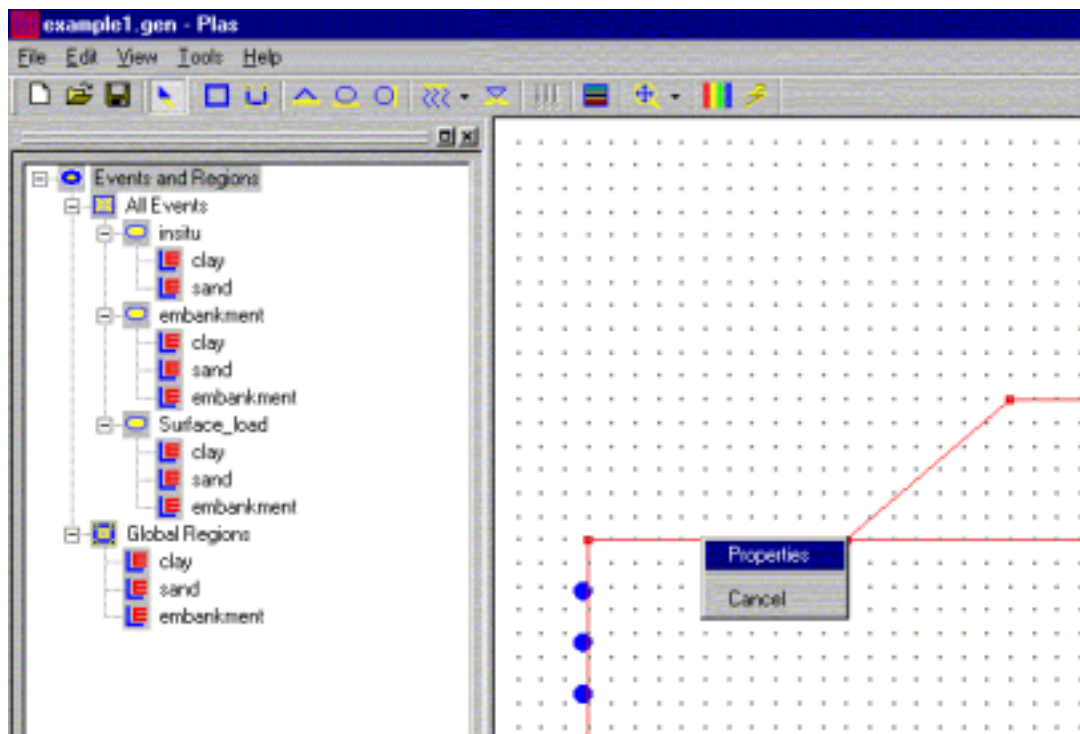 example1.gen - Plas
File Edit View Tools Help
Events and Regions
All Events
insitu
clay
sand
embankment
clay
sand
embankment
Surface_load
clay
sand
embankment
Global Regions
clay
sand
embankment
Properties
Cancel